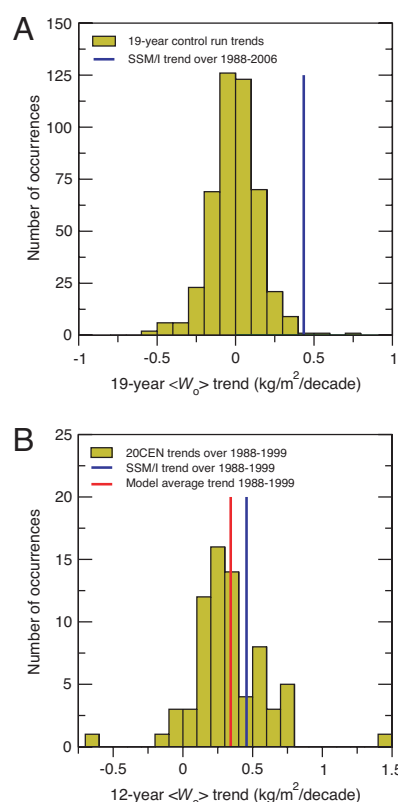 A
19-year control run trends
SSM/I trend over 1988-2006
150
125
100
75
50
25
0
Number of occurrences
-1
-0.5
0
0.5
1
19-year <W₀> trend (kg/m²/decade)
B
20CEN trends over 1988-1999
SSM/I trend over 1988-1999
Model average trend 1988-1999
25
20
15
10
5
0
Number of occurrences
-0.5
0
0.5
1
1.5
12-year <W₀> trend (kg/m²/decade)